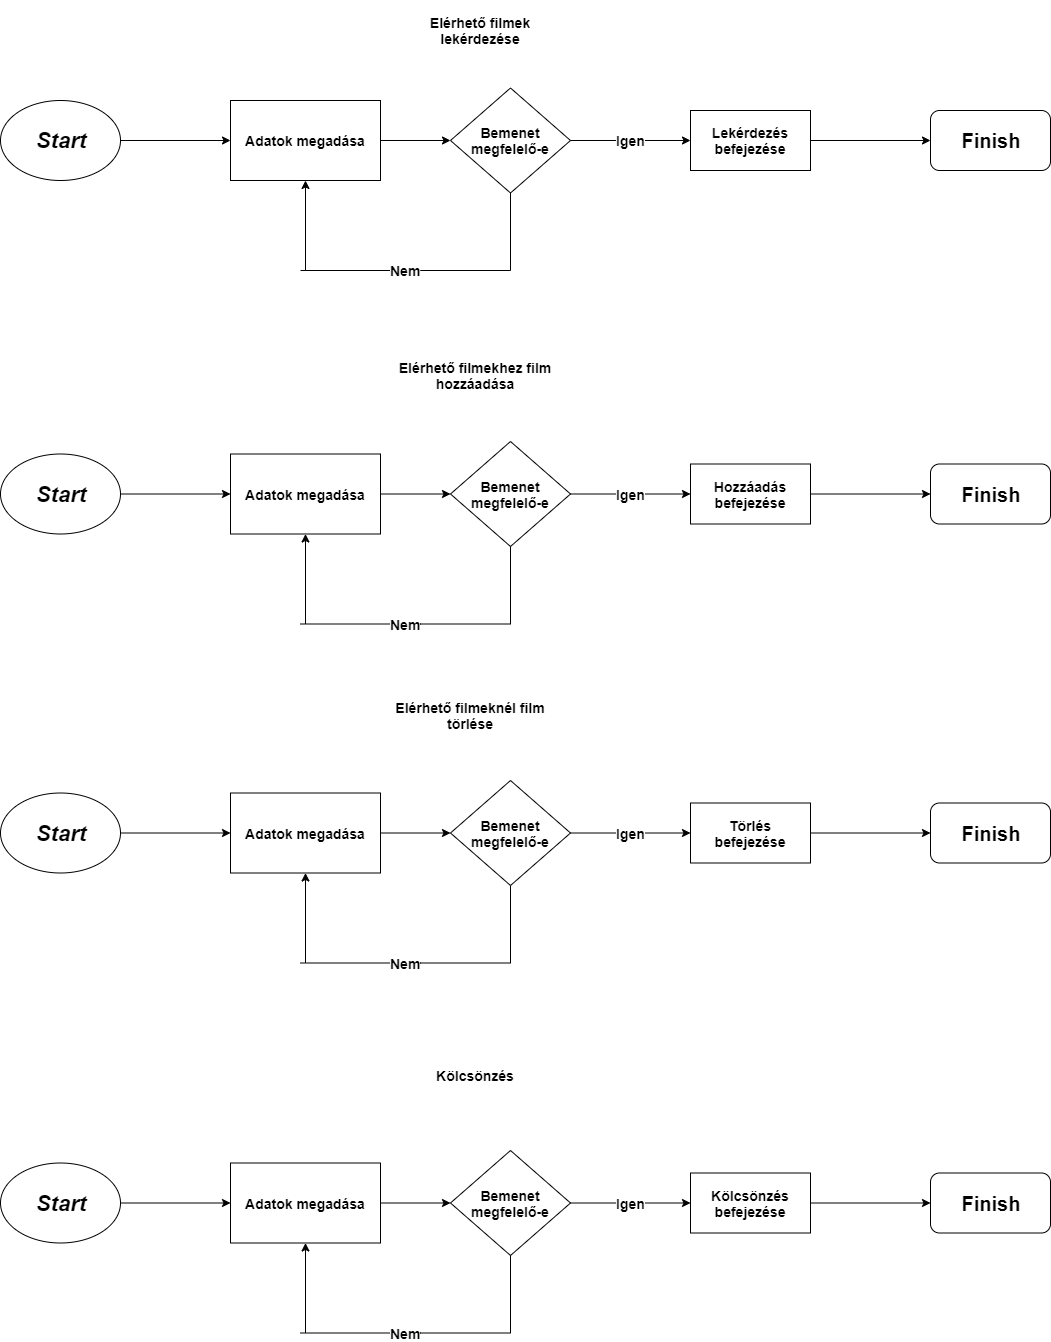 Elérhető filmek
lekérdezése
Start
Adatok megadása
Bemenet
megfelelő-e
Igen
Lekérdezés
befejezése
Finish
Nem
Elérhető filmekhez film
hozzáadása
Start
Adatok megadása
Bemenet
megfelelő-e
Igen
Hozzáadás
befejezése
Finish
Nem
Elérhető filmeknél film
törlése
Start
Adatok megadása
Bemenet
megfelelő-e
Igen
Törlés
befejezése
Finish
Nem
Kölcsönzés
Start
Adatok megadása
Bemenet
megfelelő-e
Igen
Kölcsönzés
befejezése
Finish
Nem